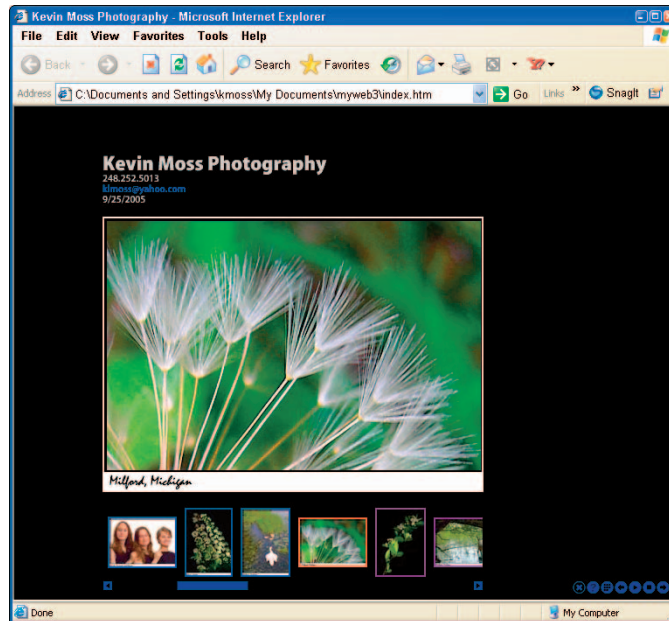 Kevin Moss Photography - Microsoft Internet Explorer
File Edit View Favorites Tools Help
Back Search Favorites
Address C:\Documents and Settings\kmoss\My Documents\myweb3\index.htm Go Links » SnagIt
Kevin Moss Photography
248.252.5013
klmoss@yahoo.com
9/25/2005
Milford, Michigan
Done My Computer